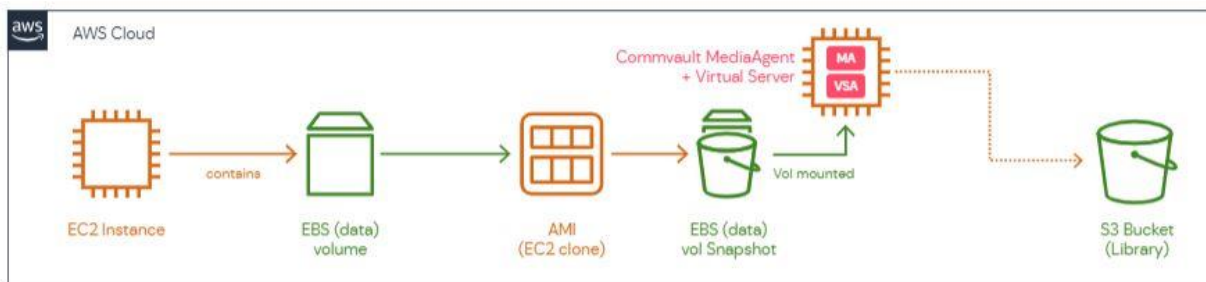 aws
AWS Cloud
Commvault MediaAgent
+ Virtual Server
MA
VSA
contains
Vol mounted
EC2 Instance
EBS (data)
volume
AMI
(EC2 clone)
EBS (data)
vol Snapshot
S3 Bucket
(Library)